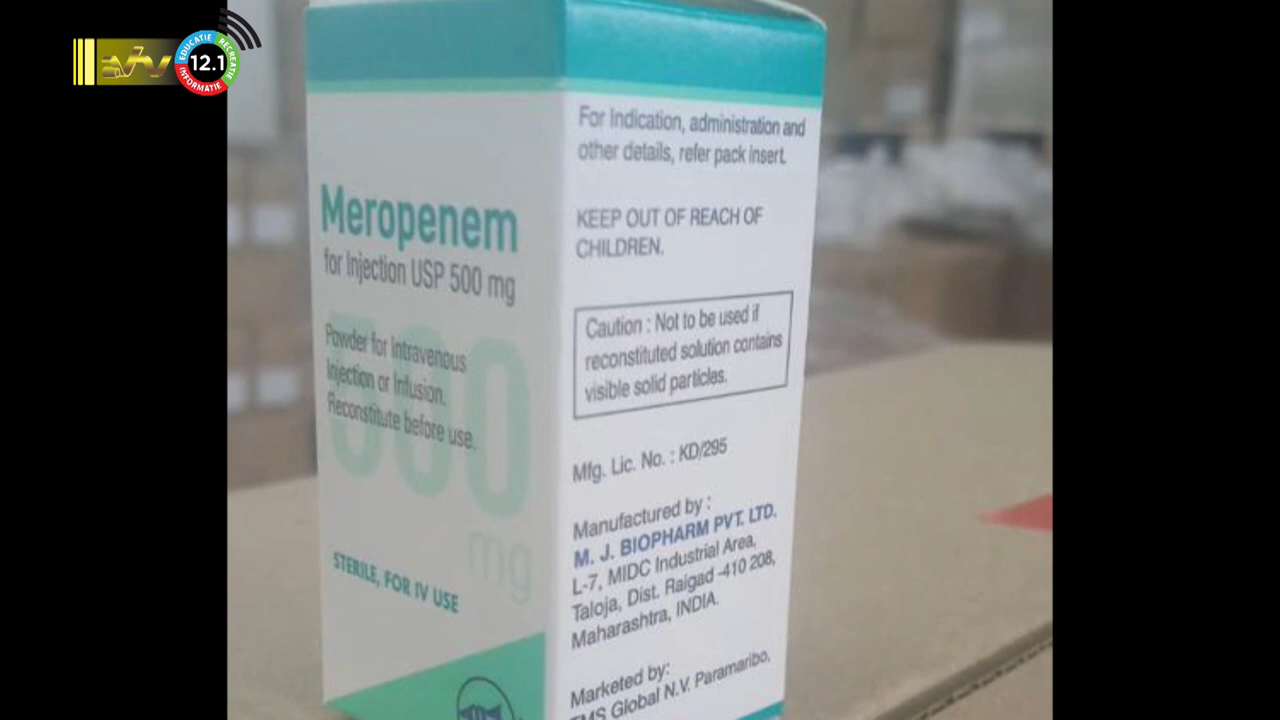 EDUCATIE
RECREATIE
INFORMATIE
12.1
Meropenem
for Injection USP 500 mg
500
mg
Powder for Intravenous
Injection or Infusion.
Reconstitute before use.
STERILE, FOR IV USE
For Indication, administration and
other details, refer pack insert.
KEEP OUT OF REACH OF
CHILDREN.
Caution : Not to be used if
reconstituted solution contains
visible solid particles.
Mfg. Lic. No. : KD/295
Manufactured by :
M. J. BIOPHARM PVT. LTD.
L-7, MIDC Industrial Area,
Taloja, Dist. Raigad -410 208,
Maharashtra, INDIA.
Marketed by:
Global N.V. Paramaribo,